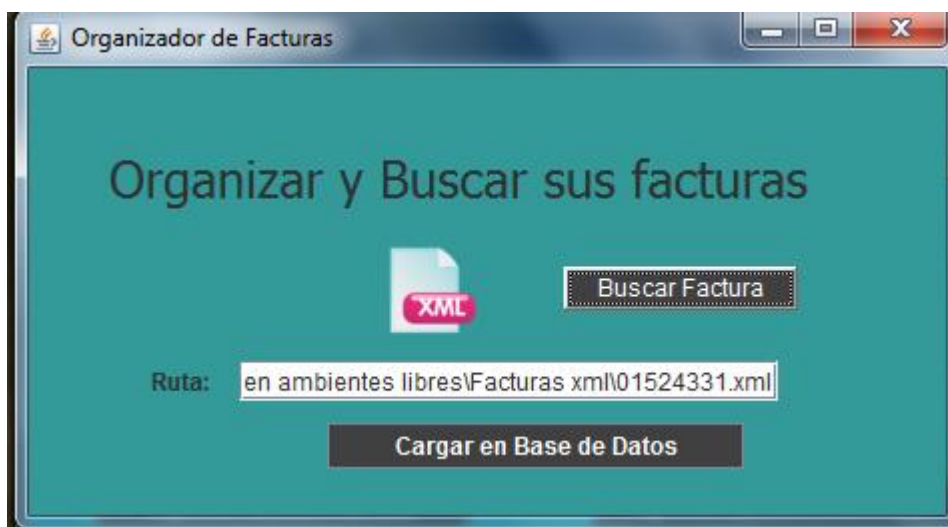 Organizador de Facturas
X
Organizar y Buscar sus facturas
XML
Buscar Factura
Ruta: en ambientes libres\Facturas xml\01524331.xml
Cargar en Base de Datos